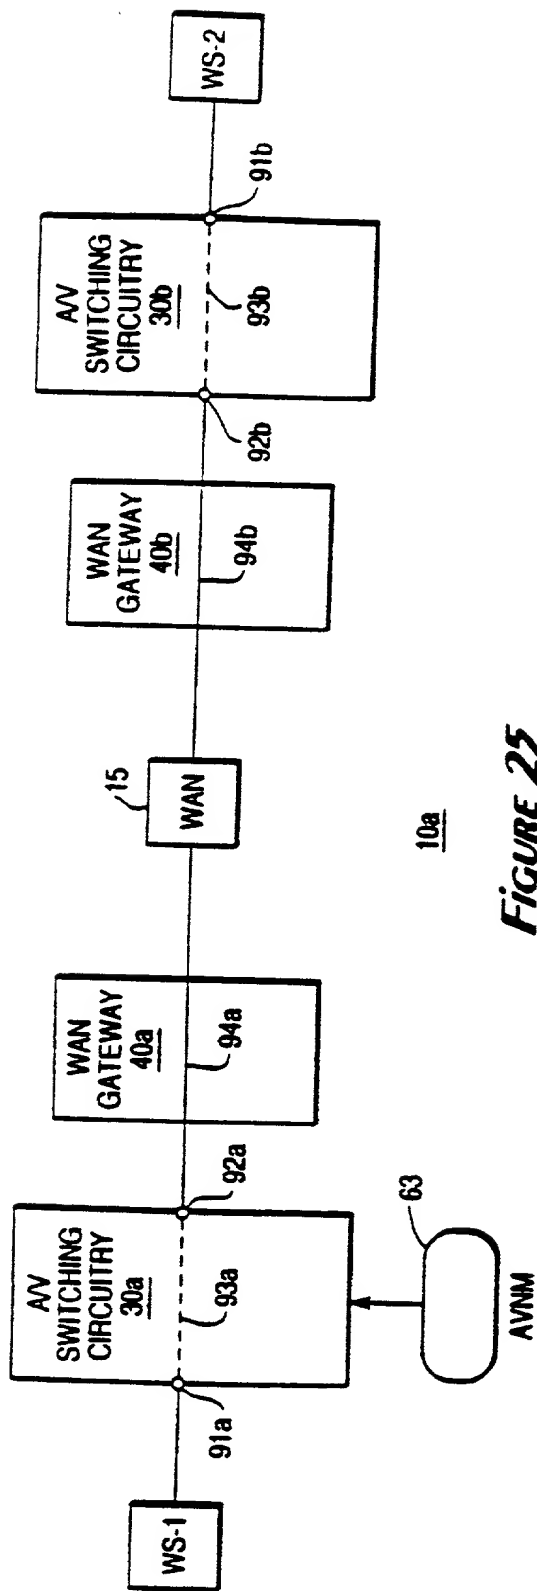 WS-1
91a
A/V
SWITCHING
CIRCUITRY
30a
93a
92a
WAN
GATEWAY
40a
94a
15
WAN
WAN
GATEWAY
40b
94b
92b
A/V
SWITCHING
CIRCUITRY
30b
93b
91b
WS-2
63
AVNM
10a
FIGURE 25